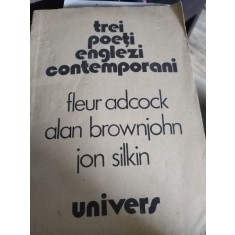 trei
poeți
englezi
contemporani
fleur adcock
alan brownjohn
jon silkin
univers